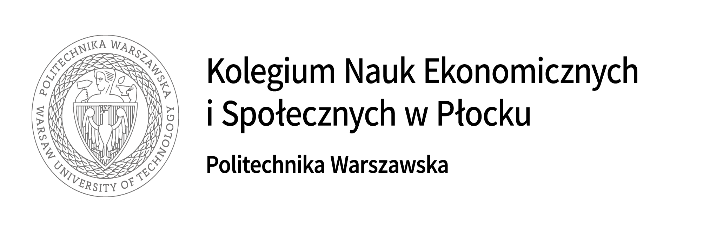 POLITECHNIKA WARSZAWSKA
WARSAW UNIVERSITY OF TECHNOLOGY
Kolegium Nauk Ekonomicznych
i Społecznych w Płocku
Politechnika Warszawska